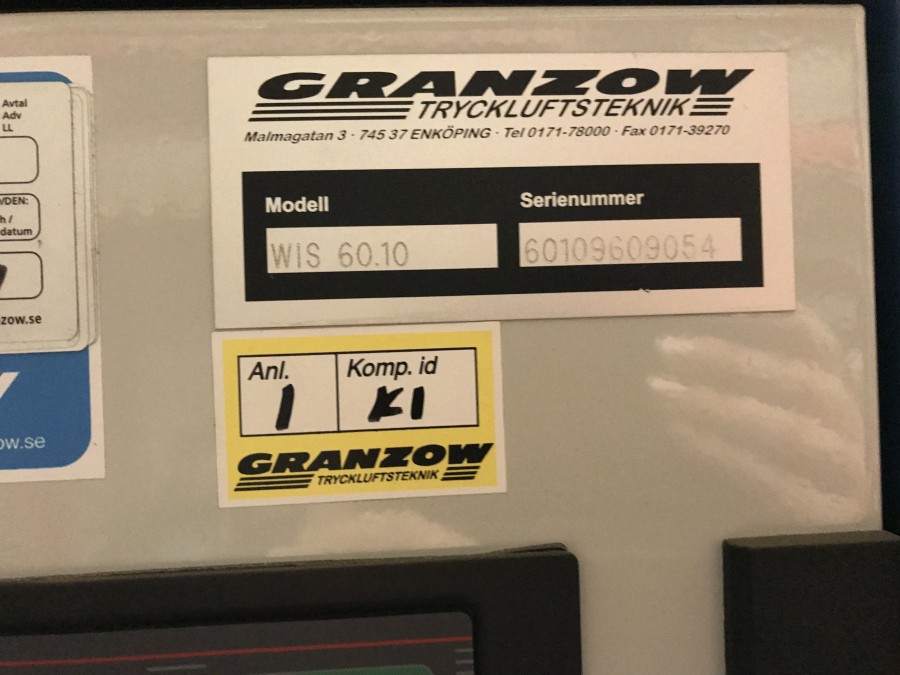 Avtal
Adv
LL
VDEN:
h /
datum
zow.se
ow.se
GRANZOW
TRYCKLUFTSTEKNIK
Malmagatan 3 · 745 37 ENKÖPING · Tel 0171-78000 · Fax 0171-39270
Modell
Serienummer
WIS 60.10
60109609054
Anl.
Komp. id
1
K1
GRANZOW
TRYCKLUFTSTEKNIK